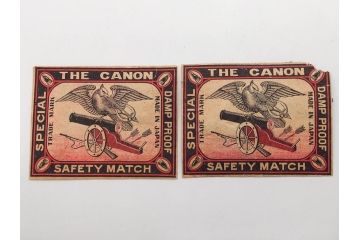 THE CANON
SPECIAL
TRADE MARK
MADE IN JAPAN
DAMP PROOF
SAFETY MATCH
THE CANON
SPECIAL
TRADE MARK
MADE IN JAPAN
DAMP PROOF
SAFETY MATCH